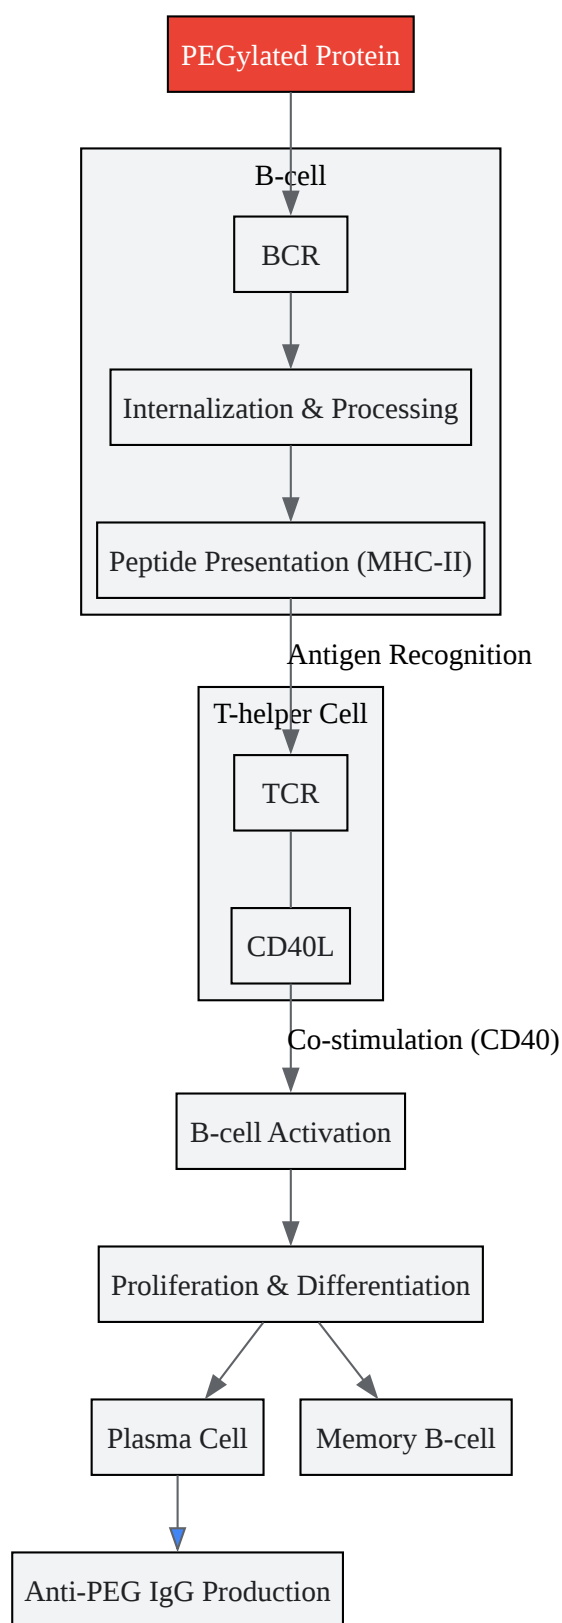 PEGylated Protein
B-cell
BCR
Internalization & Processing
Peptide Presentation (MHC-II)
Antigen Recognition
T-helper Cell
TCR
CD40L
Co-stimulation (CD40)
B-cell Activation
Proliferation & Differentiation
Plasma Cell
Memory B-cell
Anti-PEG IgG Production